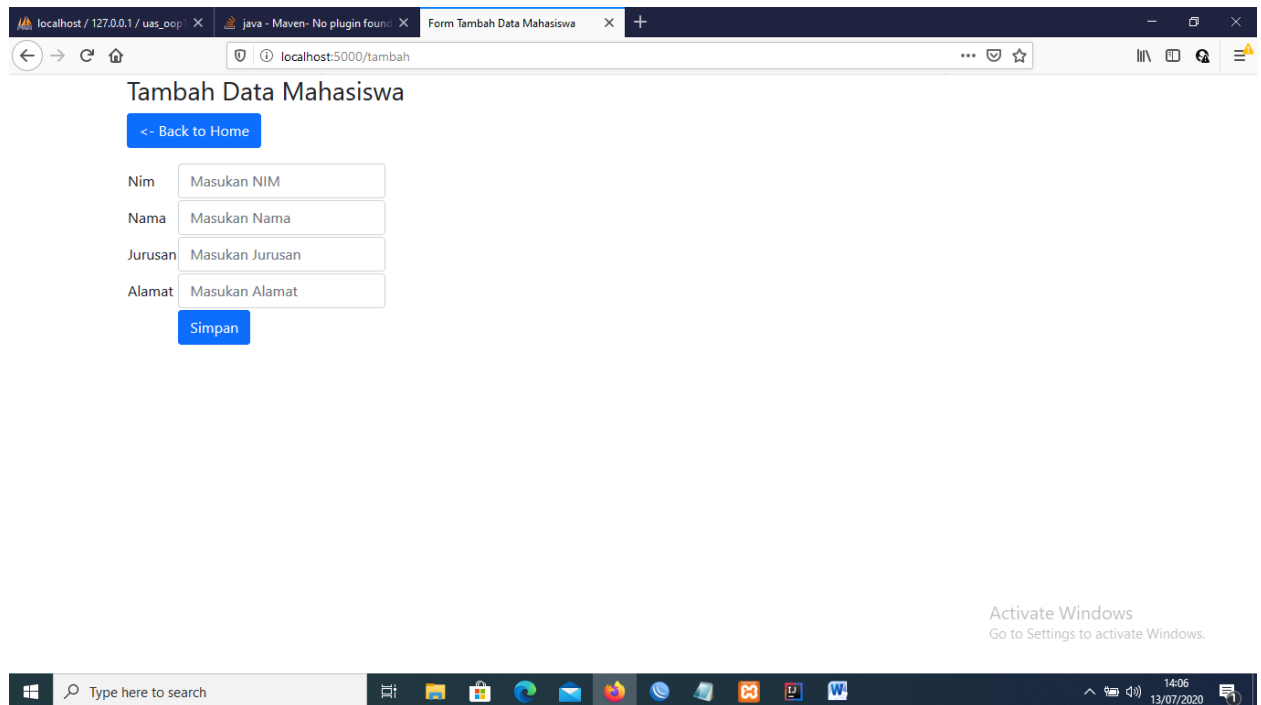 localhost / 127.0.0.1 / uas_oop1
java - Maven- No plugin found
Form Tambah Data Mahasiswa
localhost:5000/tambah
Tambah Data Mahasiswa
<- Back to Home
Nim Masukan NIM
Nama Masukan Nama
Jurusan Masukan Jurusan
Alamat Masukan Alamat
Simpan
Activate Windows
Go to Settings to activate Windows.
Type here to search
14:06
13/07/2020